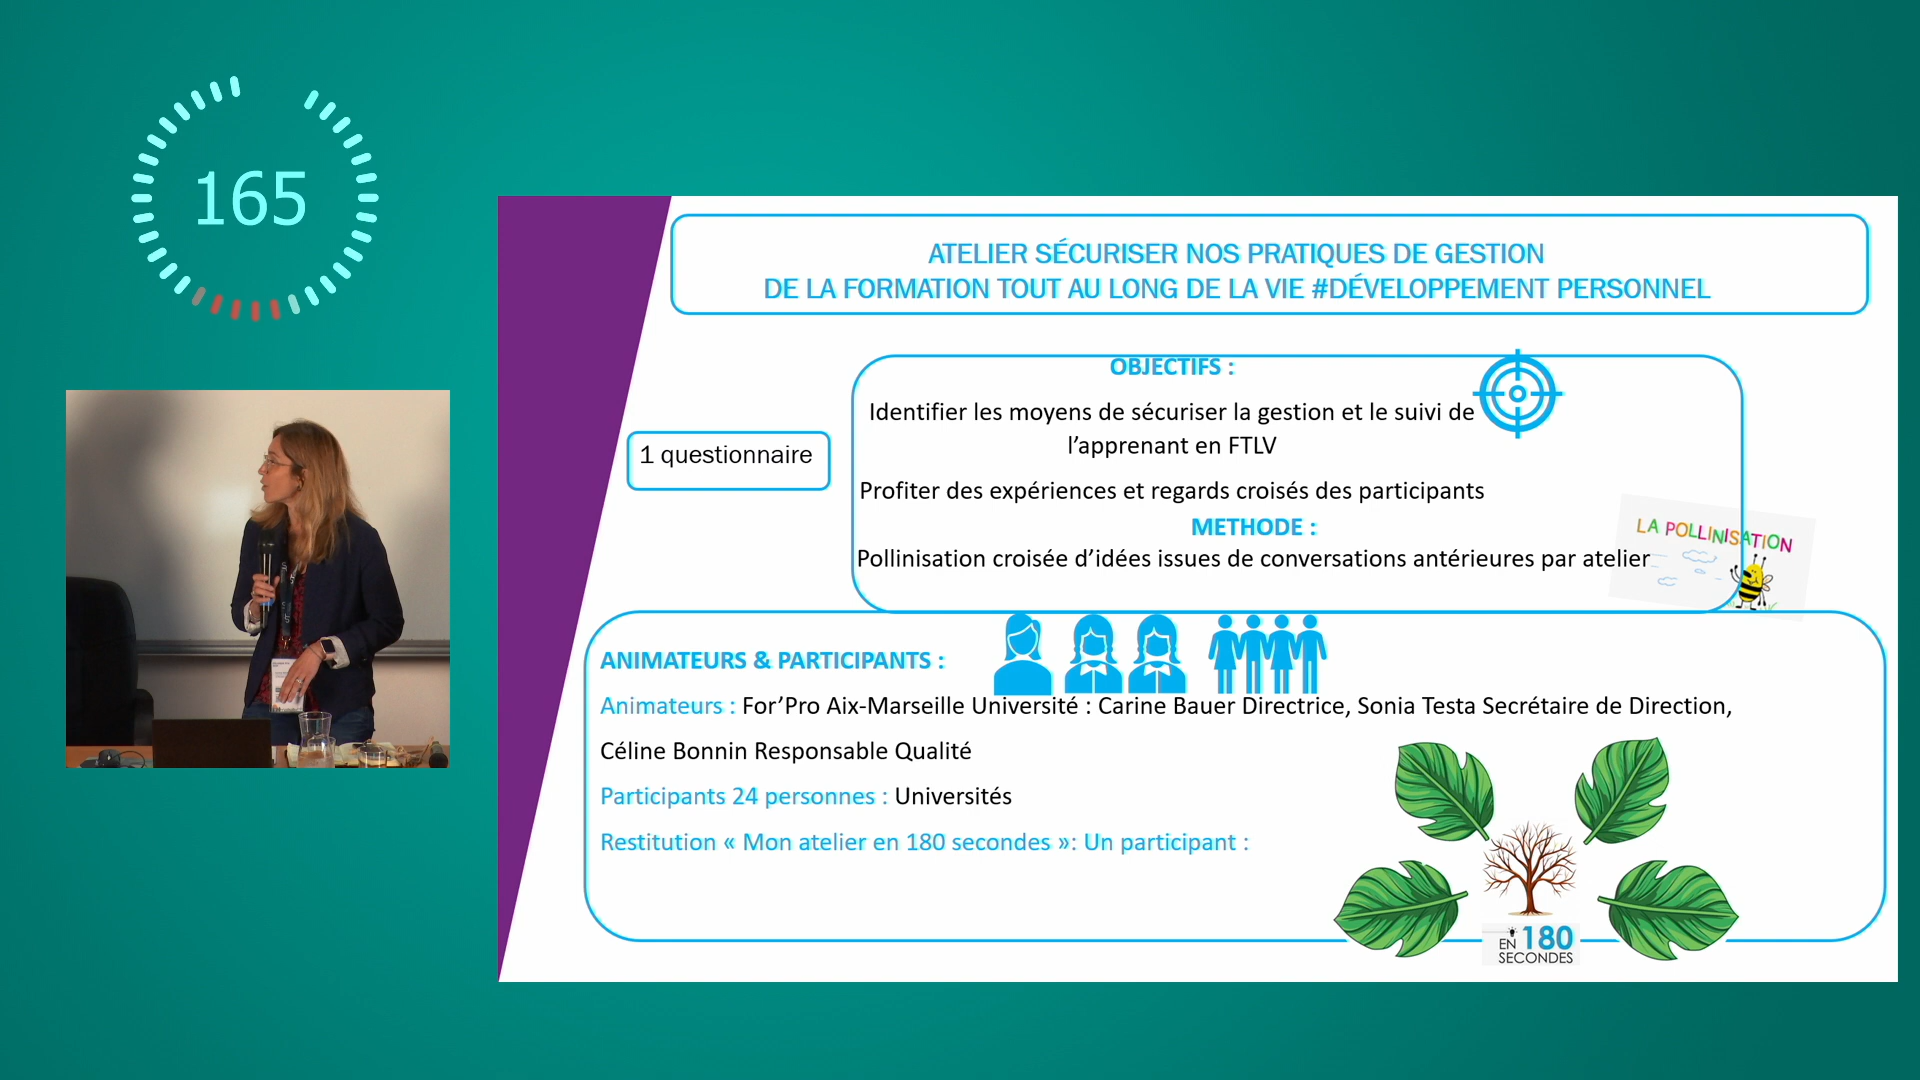 165
ATELIER SÉCURISER NOS PRATIQUES DE GESTION
DE LA FORMATION TOUT AU LONG DE LA VIE #DÉVELOPPEMENT PERSONNEL
1 questionnaire
OBJECTIFS :
Identifier les moyens de sécuriser la gestion et le suivi de
l’apprenant en FTLV
Profiter des expériences et regards croisés des participants
METHODE :
Pollinisation croisée d’idées issues de conversations antérieures par atelier
LA POLLINISATION
ANIMATEURS & PARTICIPANTS :
Animateurs : For’Pro Aix-Marseille Université : Carine Bauer Directrice, Sonia Testa Secrétaire de Direction,
Céline Bonnin Responsable Qualité
Participants 24 personnes : Universités
Restitution « Mon atelier en 180 secondes »: Un participant :
EN 180
SECONDES